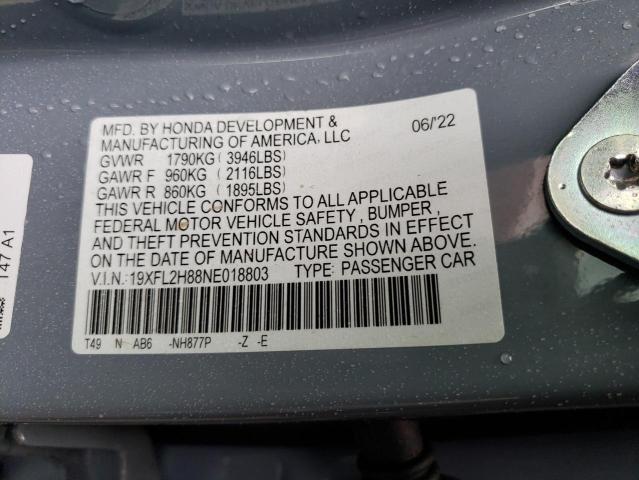 MFD. BY HONDA DEVELOPMENT & 06/'22
MANUFACTURING OF AMERICA, LLC
GVWR 1790KG (3946LBS)
GAWR F 960KG (2116LBS)
GAWR R 860KG (1895LBS)
THIS VEHICLE CONFORMS TO ALL APPLICABLE
FEDERAL MOTOR VEHICLE SAFETY, BUMPER,
AND THEFT PREVENTION STANDARDS IN EFFECT
ON THE DATE OF MANUFACTURE SHOWN ABOVE.
V.I.N.: 19XFL2H88NE018803 TYPE: PASSENGER CAR
T49 N AB6 -NH877P -Z -E
147 A1